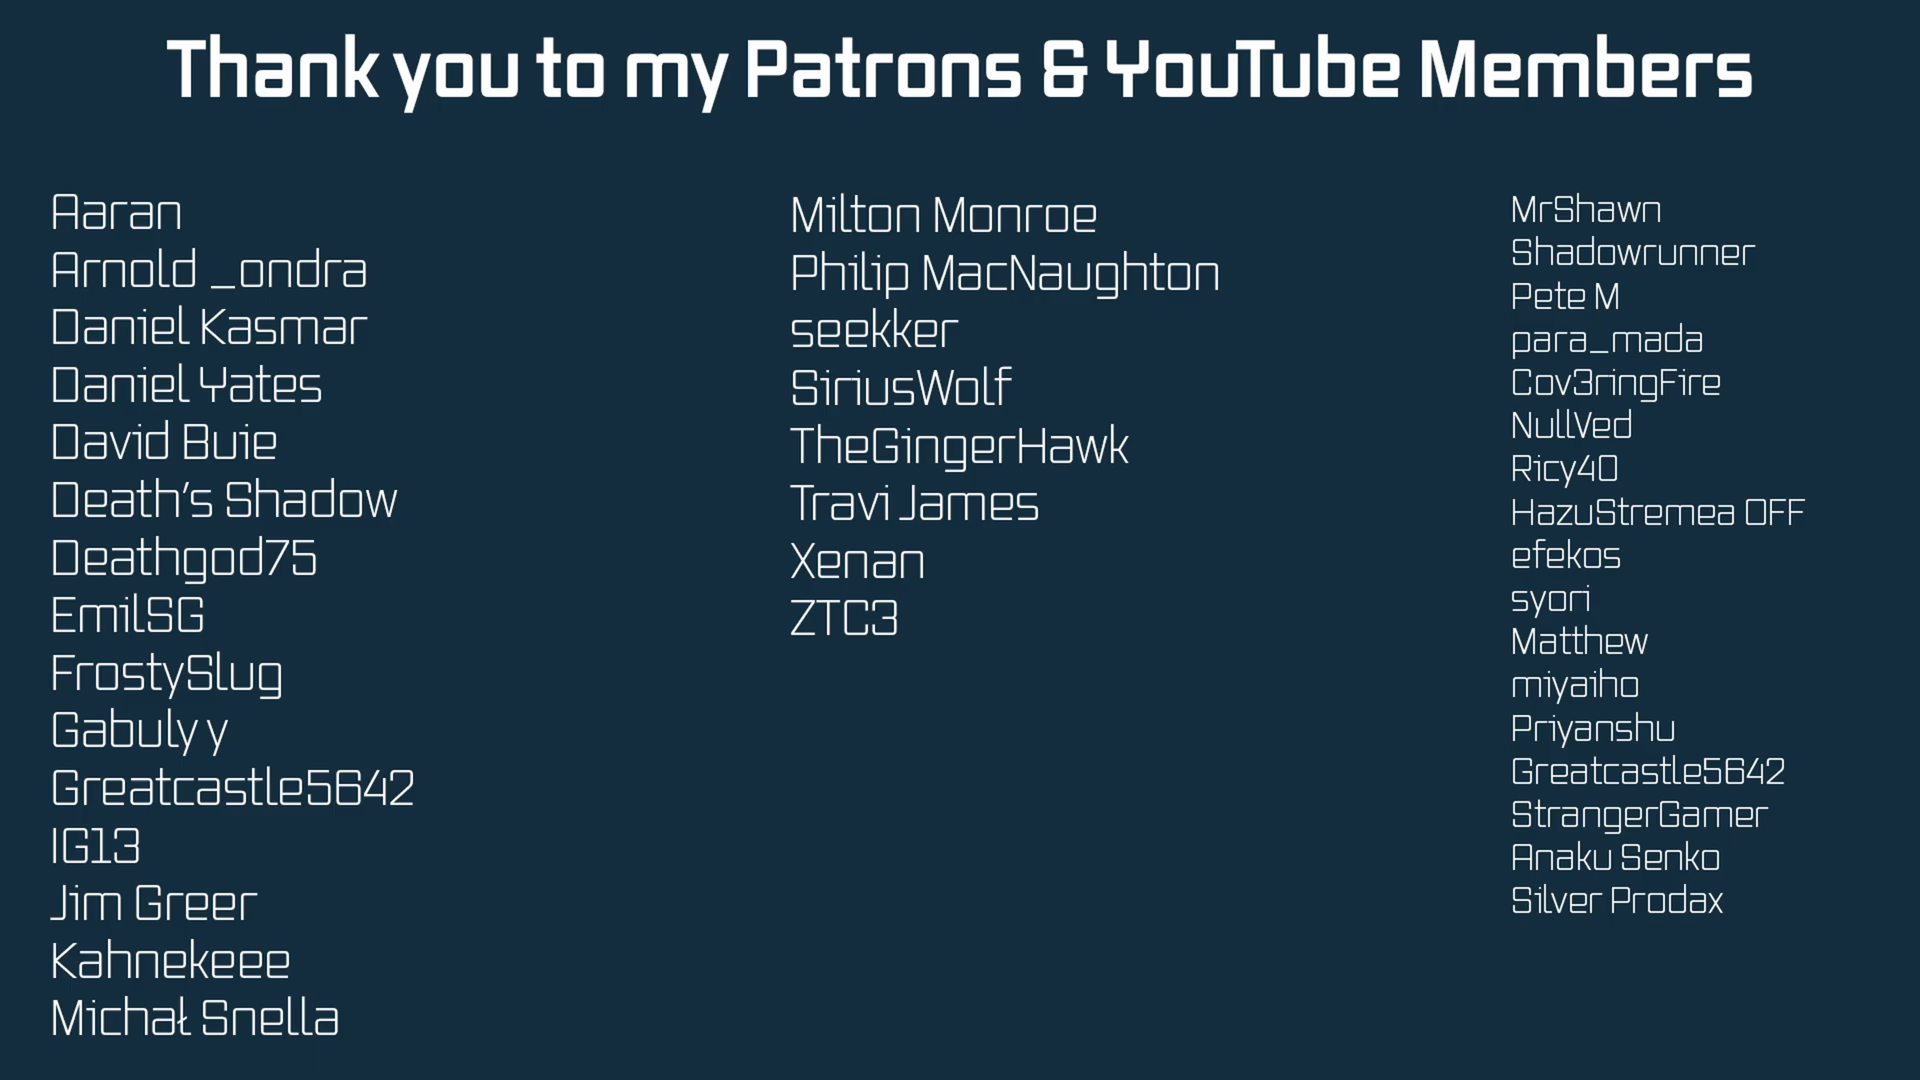 Thank you to my Patrons & YouTube Members
Aaran
Arnold _ondra
Daniel Kasmar
Daniel Yates
David Buie
Death's Shadow
Deathgod75
EmilSG
FrostySlug
Gabuly y
Greatcastle5642
IG13
Jim Greer
Kahnekeee
Michał Snella
Milton Monroe
Philip MacNaughton
seekker
SiriusWolf
TheGingerHawk
Travi James
Xenan
ZTC3
MrShawn
Shadowrunner
Pete M
para_mada
Cov3ringFire
NullVed
Ricy40
HazuStremea OFF
efekos
syori
Matthew
miyaiho
Priyanshu
Greatcastle5642
StrangerGamer
Anaku Senko
Silver Prodax